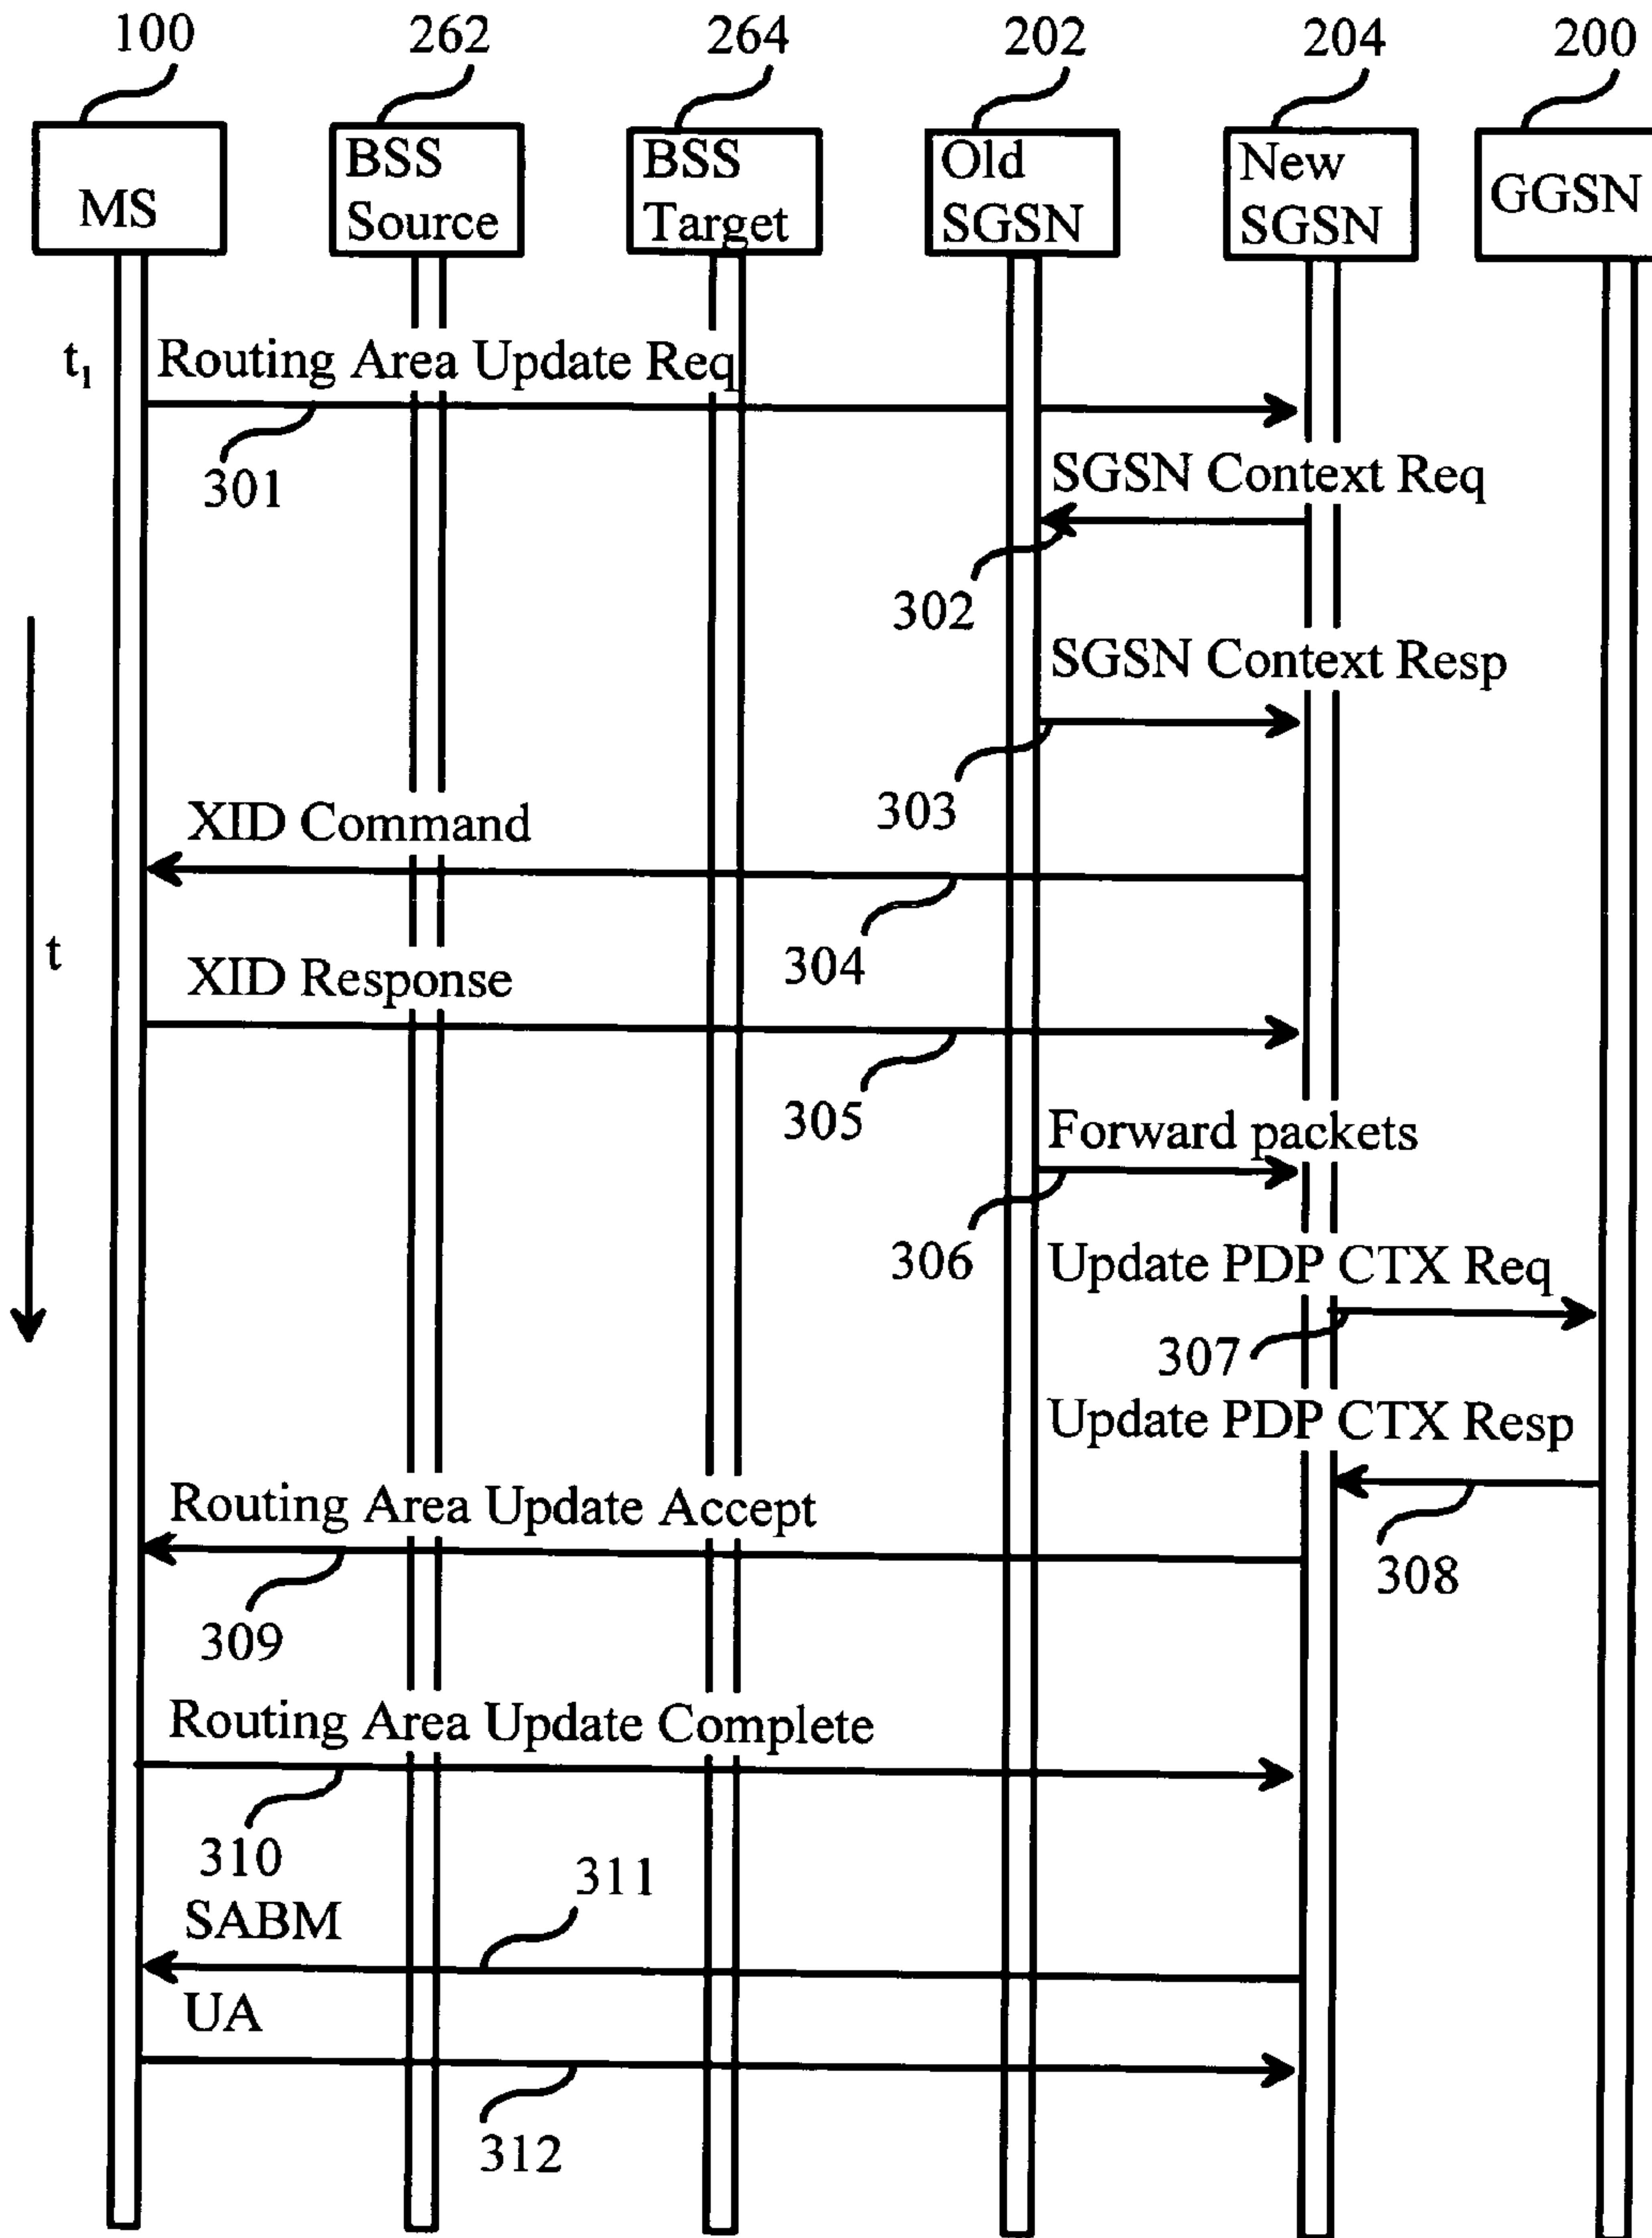 100 262 264 202 204 200
MS
BSS
Source
BSS
Target
Old
SGSN
New
SGSN
GGSN
t1 Routing Area Update Req
301
SGSN Context Req
302
SGSN Context Resp
303
XID Command
304
t
XID Response
305
Forward packets
306
Update PDP CTX Req
307
Update PDP CTX Resp
308
Routing Area Update Accept
309
Routing Area Update Complete
310
311
SABM
UA
312